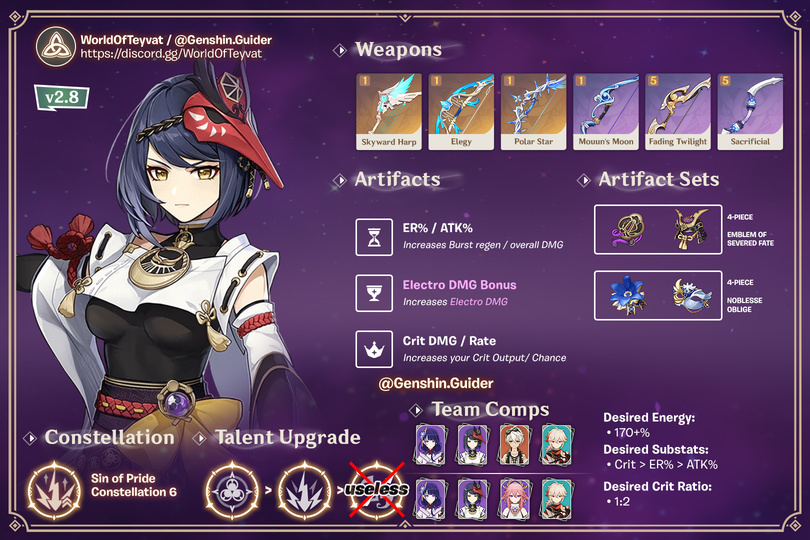 WorldOfTeyvat / @Genshin.Guider
https://discord.gg/WorldOfTeyvat
v2.8
Weapons
1 1 1 1 5 5
Skyward Harp Elegy Polar Star Mouun's Moon Fading Twilight Sacrificial
Artifacts
ER% / ATK%
Increases Burst regen / overall DMG
Electro DMG Bonus
Increases Electro DMG
Crit DMG / Rate
Increases your Crit Output/ Chance
Artifact Sets
4-PIECE
EMBLEM OF
SEVERED FATE
4-PIECE
NOBLESSE
OBLIGE
@Genshin.Guider
Constellation
Sin of Pride
Constellation 6
Talent Upgrade
> >
useless
Team Comps
Desired Energy:
• 170+%
Desired Substats:
• Crit > ER% > ATK%
Desired Crit Ratio:
• 1:2